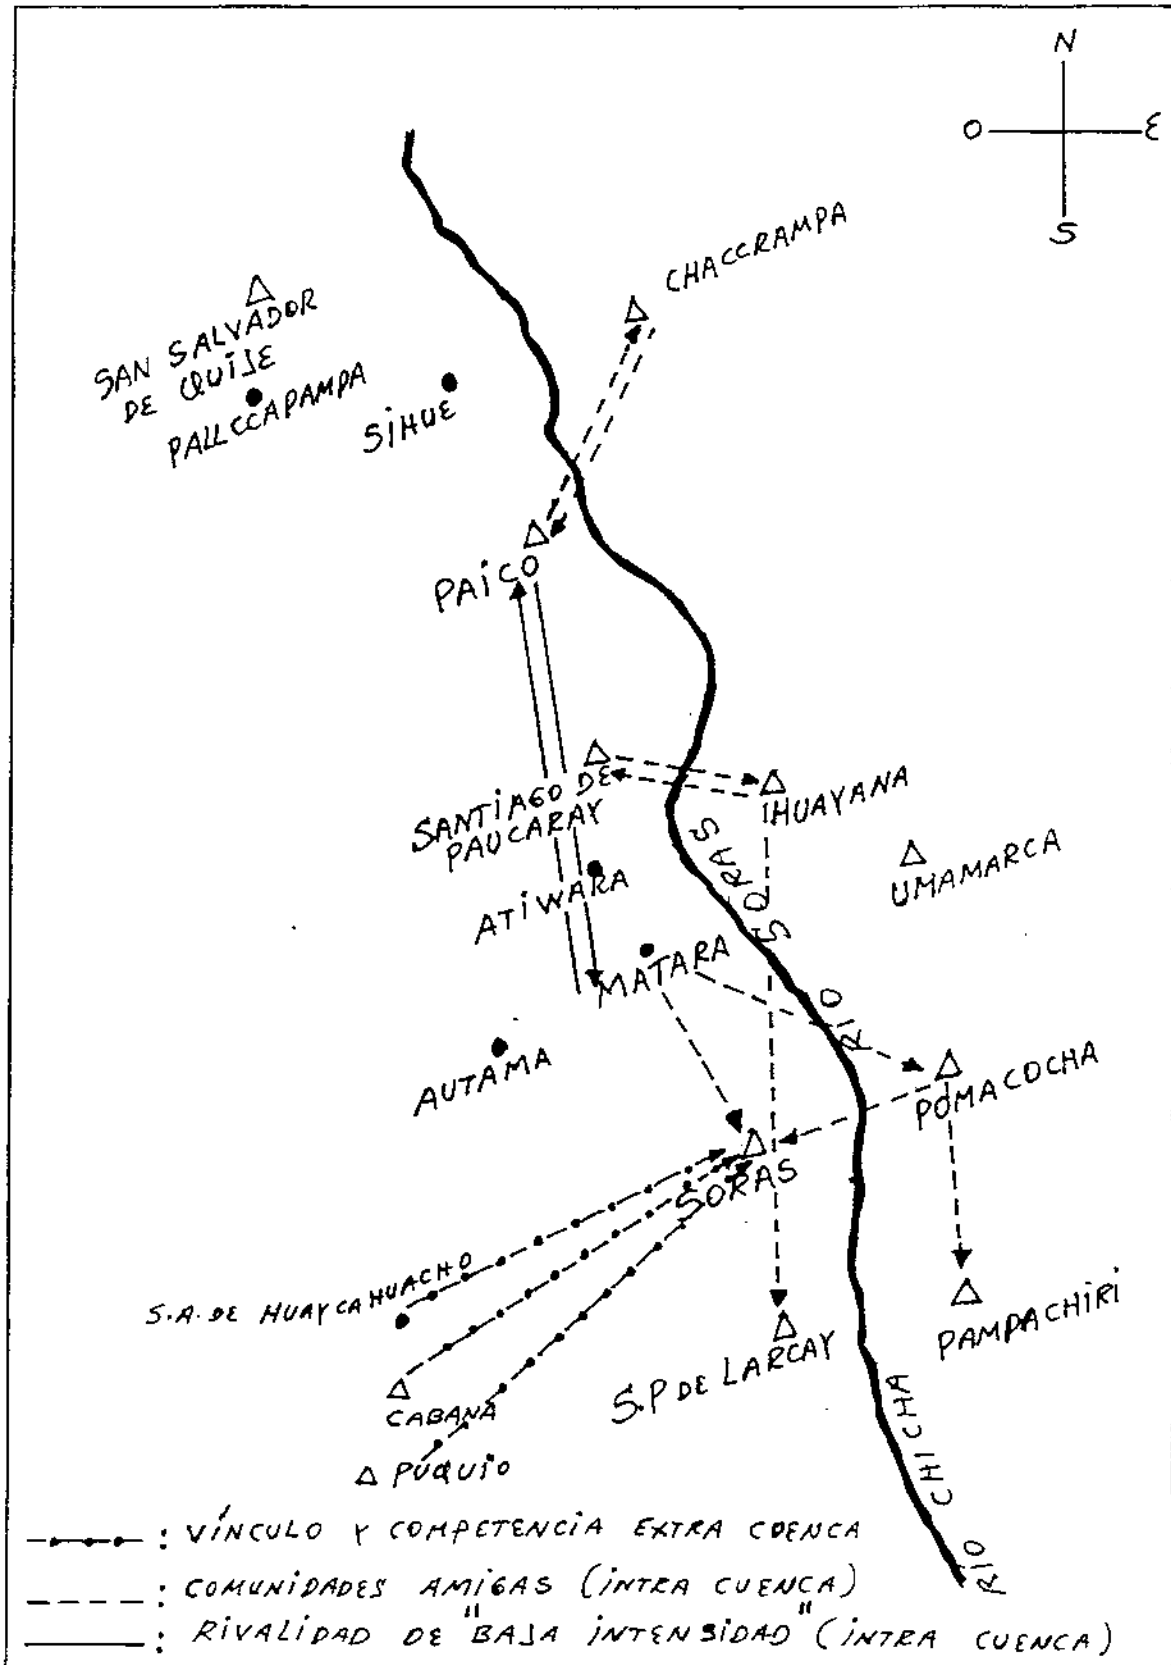 N
O
E
S
CHACCRAMPA
SAN SALVADOR
DE QUIJE
PALLCCAPAMPA
SIHUE
PAICO
SANTIAGO DE
PAUCARAY
HUAYANA
UMAMARCA
ATIWARA
RIO SORAS
MATARA
AUTAMA
POMACOCHA
SORAS
S.A. DE HUAYCAHUACHO
PAMPACHIRI
S.P DE LARCAY
CABANA
PUQUIO
RIO CHICHA
: VÍNCULO Y COMPETENCIA EXTRA CUENCA
: COMUNIDADES AMIGAS (INTRA CUENCA)
: RIVALIDAD DE "BAJA INTENSIDAD" (INTRA CUENCA)